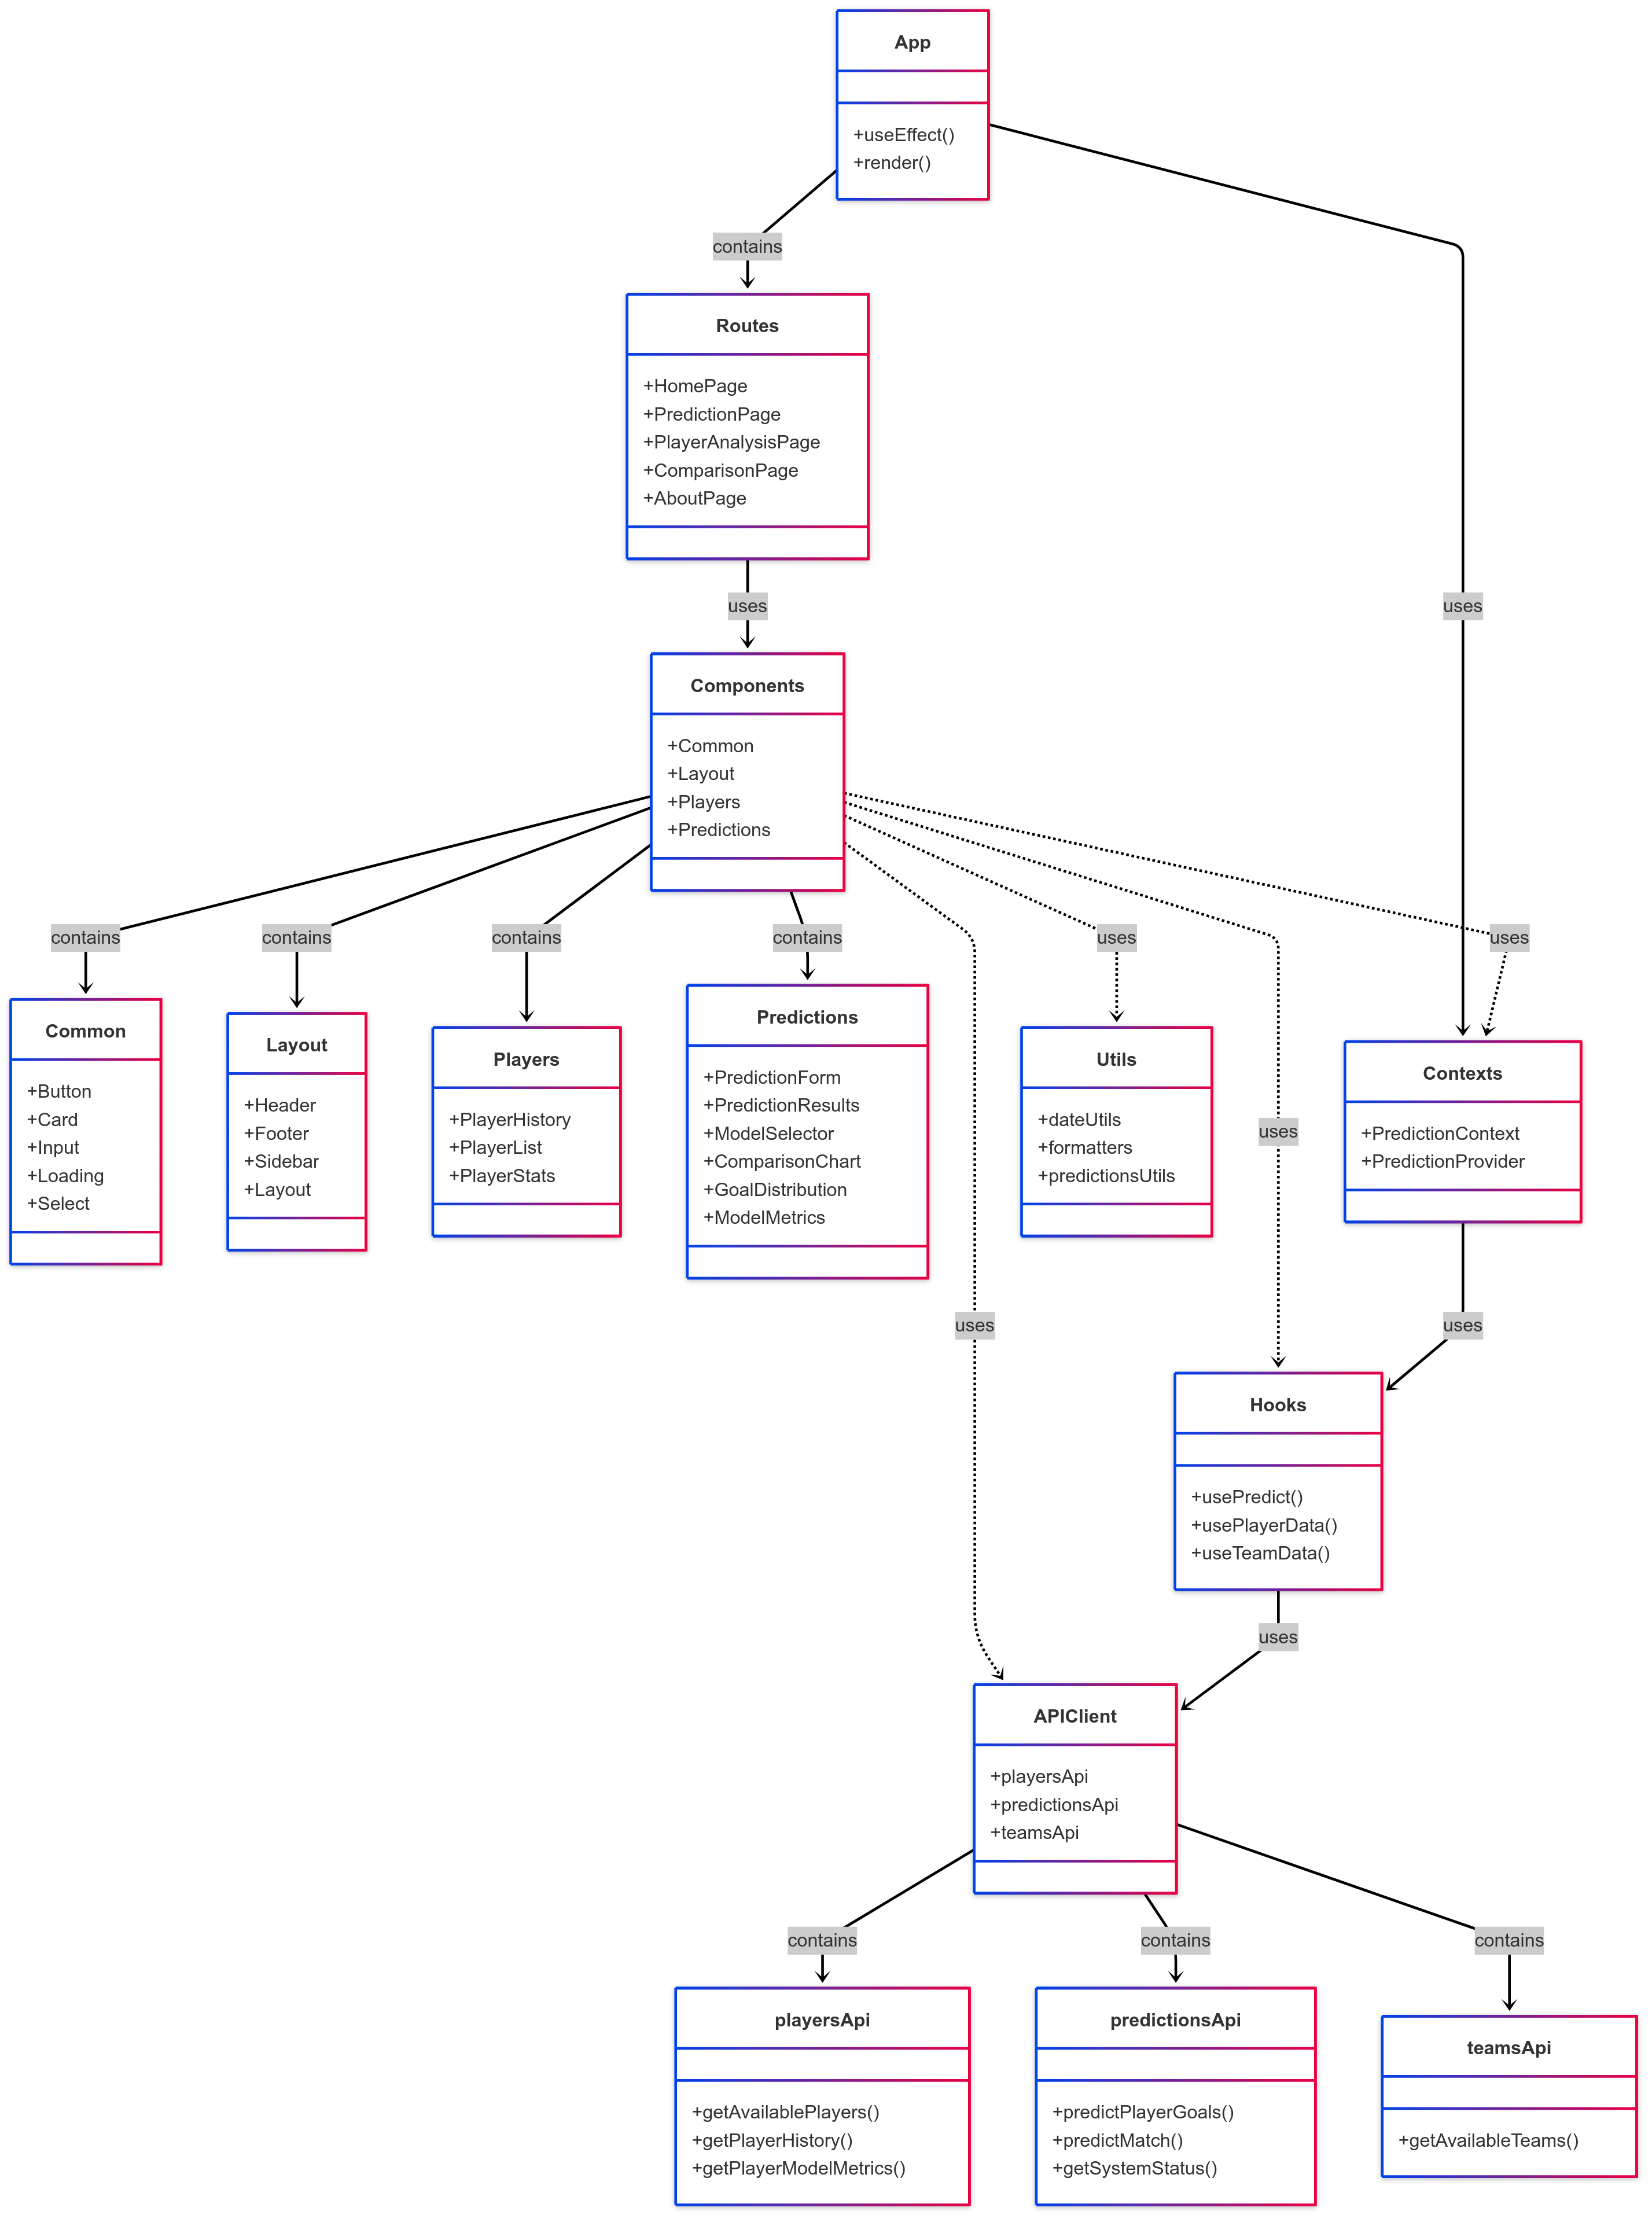 App
+useEffect()
+render()
contains
Routes
+HomePage
+PredictionPage
+PlayerAnalysisPage
+ComparisonPage
+AboutPage
uses
uses
Components
+Common
+Layout
+Players
+Predictions
contains
contains
contains
contains
uses
uses
Common
+Button
+Card
+Input
+Loading
+Select
Layout
+Header
+Footer
+Sidebar
+Layout
Players
+PlayerHistory
+PlayerList
+PlayerStats
Predictions
+PredictionForm
+PredictionResults
+ModelSelector
+ComparisonChart
+GoalDistribution
+ModelMetrics
Utils
+dateUtils
+formatters
+predictionsUtils
uses
Contexts
+PredictionContext
+PredictionProvider
uses
uses
Hooks
+usePredict()
+usePlayerData()
+useTeamData()
uses
APIClient
+playersApi
+predictionsApi
+teamsApi
contains
contains
contains
playersApi
+getAvailablePlayers()
+getPlayerHistory()
+getPlayerModelMetrics()
predictionsApi
+predictPlayerGoals()
+predictMatch()
+getSystemStatus()
teamsApi
+getAvailableTeams()